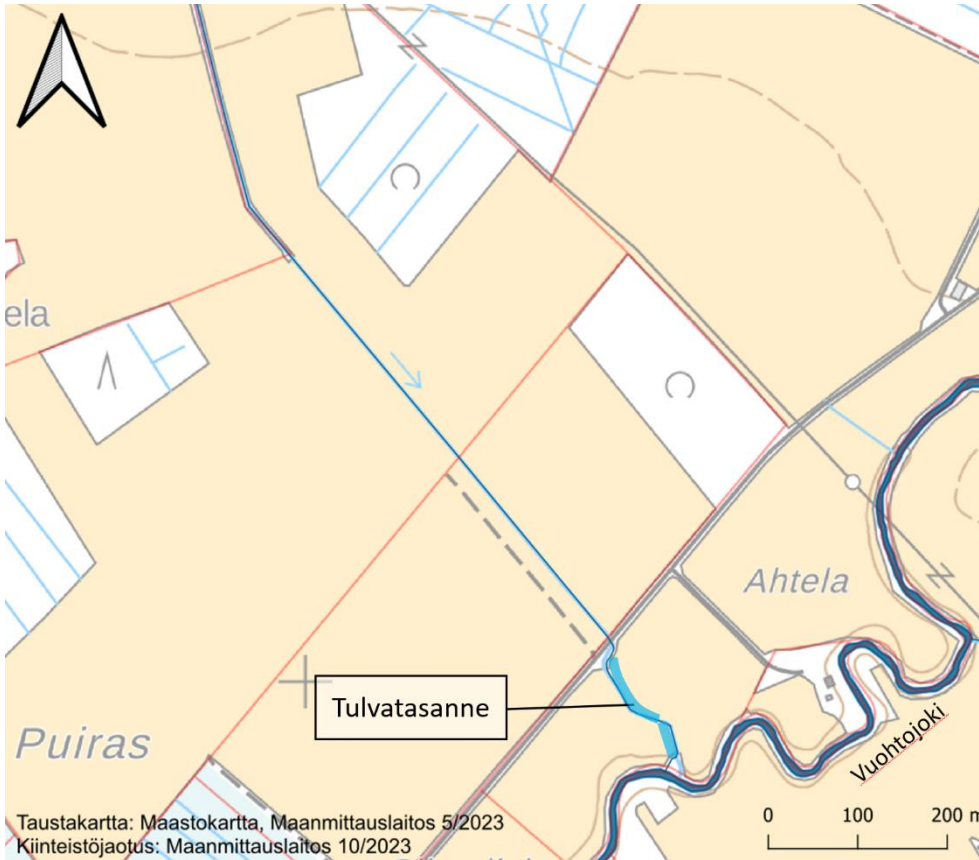 ela
Ahtela
Tulvatasanne
Puiras
Vuohtojoki
0 100 200 m
Taustakartta: Maastokartta, Maanmittauslaitos 5/2023
Kiinteistöjaotus: Maanmittauslaitos 10/2023